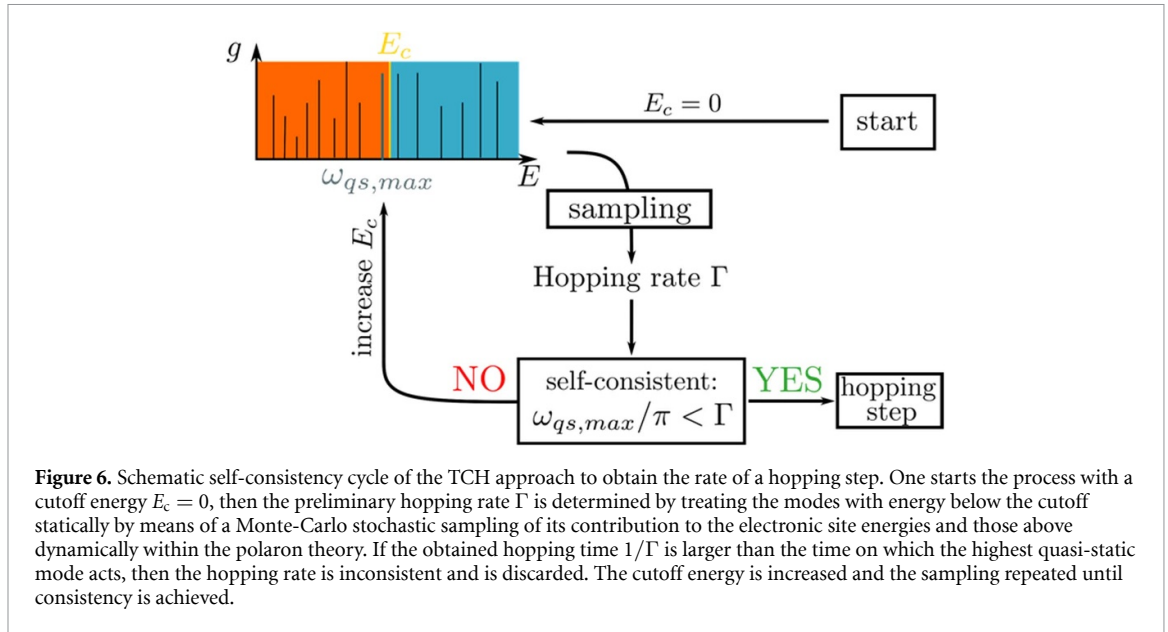 g
E_c
E_c = 0
start
E
ω_{qs,max}
sampling
increase E_c
Hopping rate Γ
NO
self-consistent:
ω_{qs,max}/π < Γ
YES
hopping
step
Figure 6. Schematic self-consistency cycle of the TCH approach to obtain the rate of a hopping step. One starts the process with a
cutoff energy E_c = 0, then the preliminary hopping rate Γ is determined by treating the modes with energy below the cutoff
statically by means of a Monte-Carlo stochastic sampling of its contribution to the electronic site energies and those above
dynamically within the polaron theory. If the obtained hopping time 1/Γ is larger than the time on which the highest quasi-static
mode acts, then the hopping rate is inconsistent and is discarded. The cutoff energy is increased and the sampling repeated until
consistency is achieved.